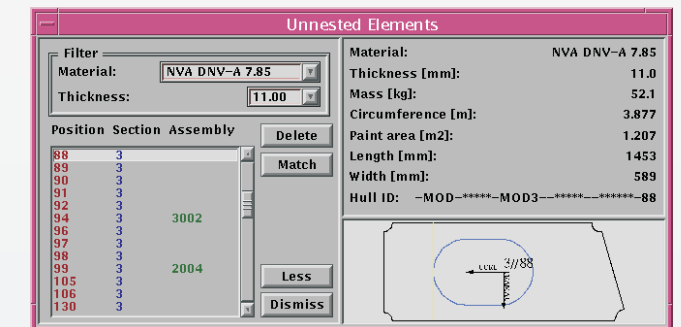 Unnested Elements
Filter
Material: NVA DNV-A 7.85
Thickness: 11.00
Position Section Assembly
88 3
89 3
90 3
91 3
92 3
94 3 3002
96 3
97 3
98 3
99 3 2004
105 3
106 3
130 3
Delete
Match
Less
Dismiss
Material: NVA DNV-A 7.85
Thickness [mm]: 11.0
Mass [kg]: 52.1
Circumference [m]: 3.877
Paint area [m2]: 1.207
Length [mm]: 1453
Width [mm]: 589
Hull ID: -MOD-*****-MOD3--*****--******-88
3//88